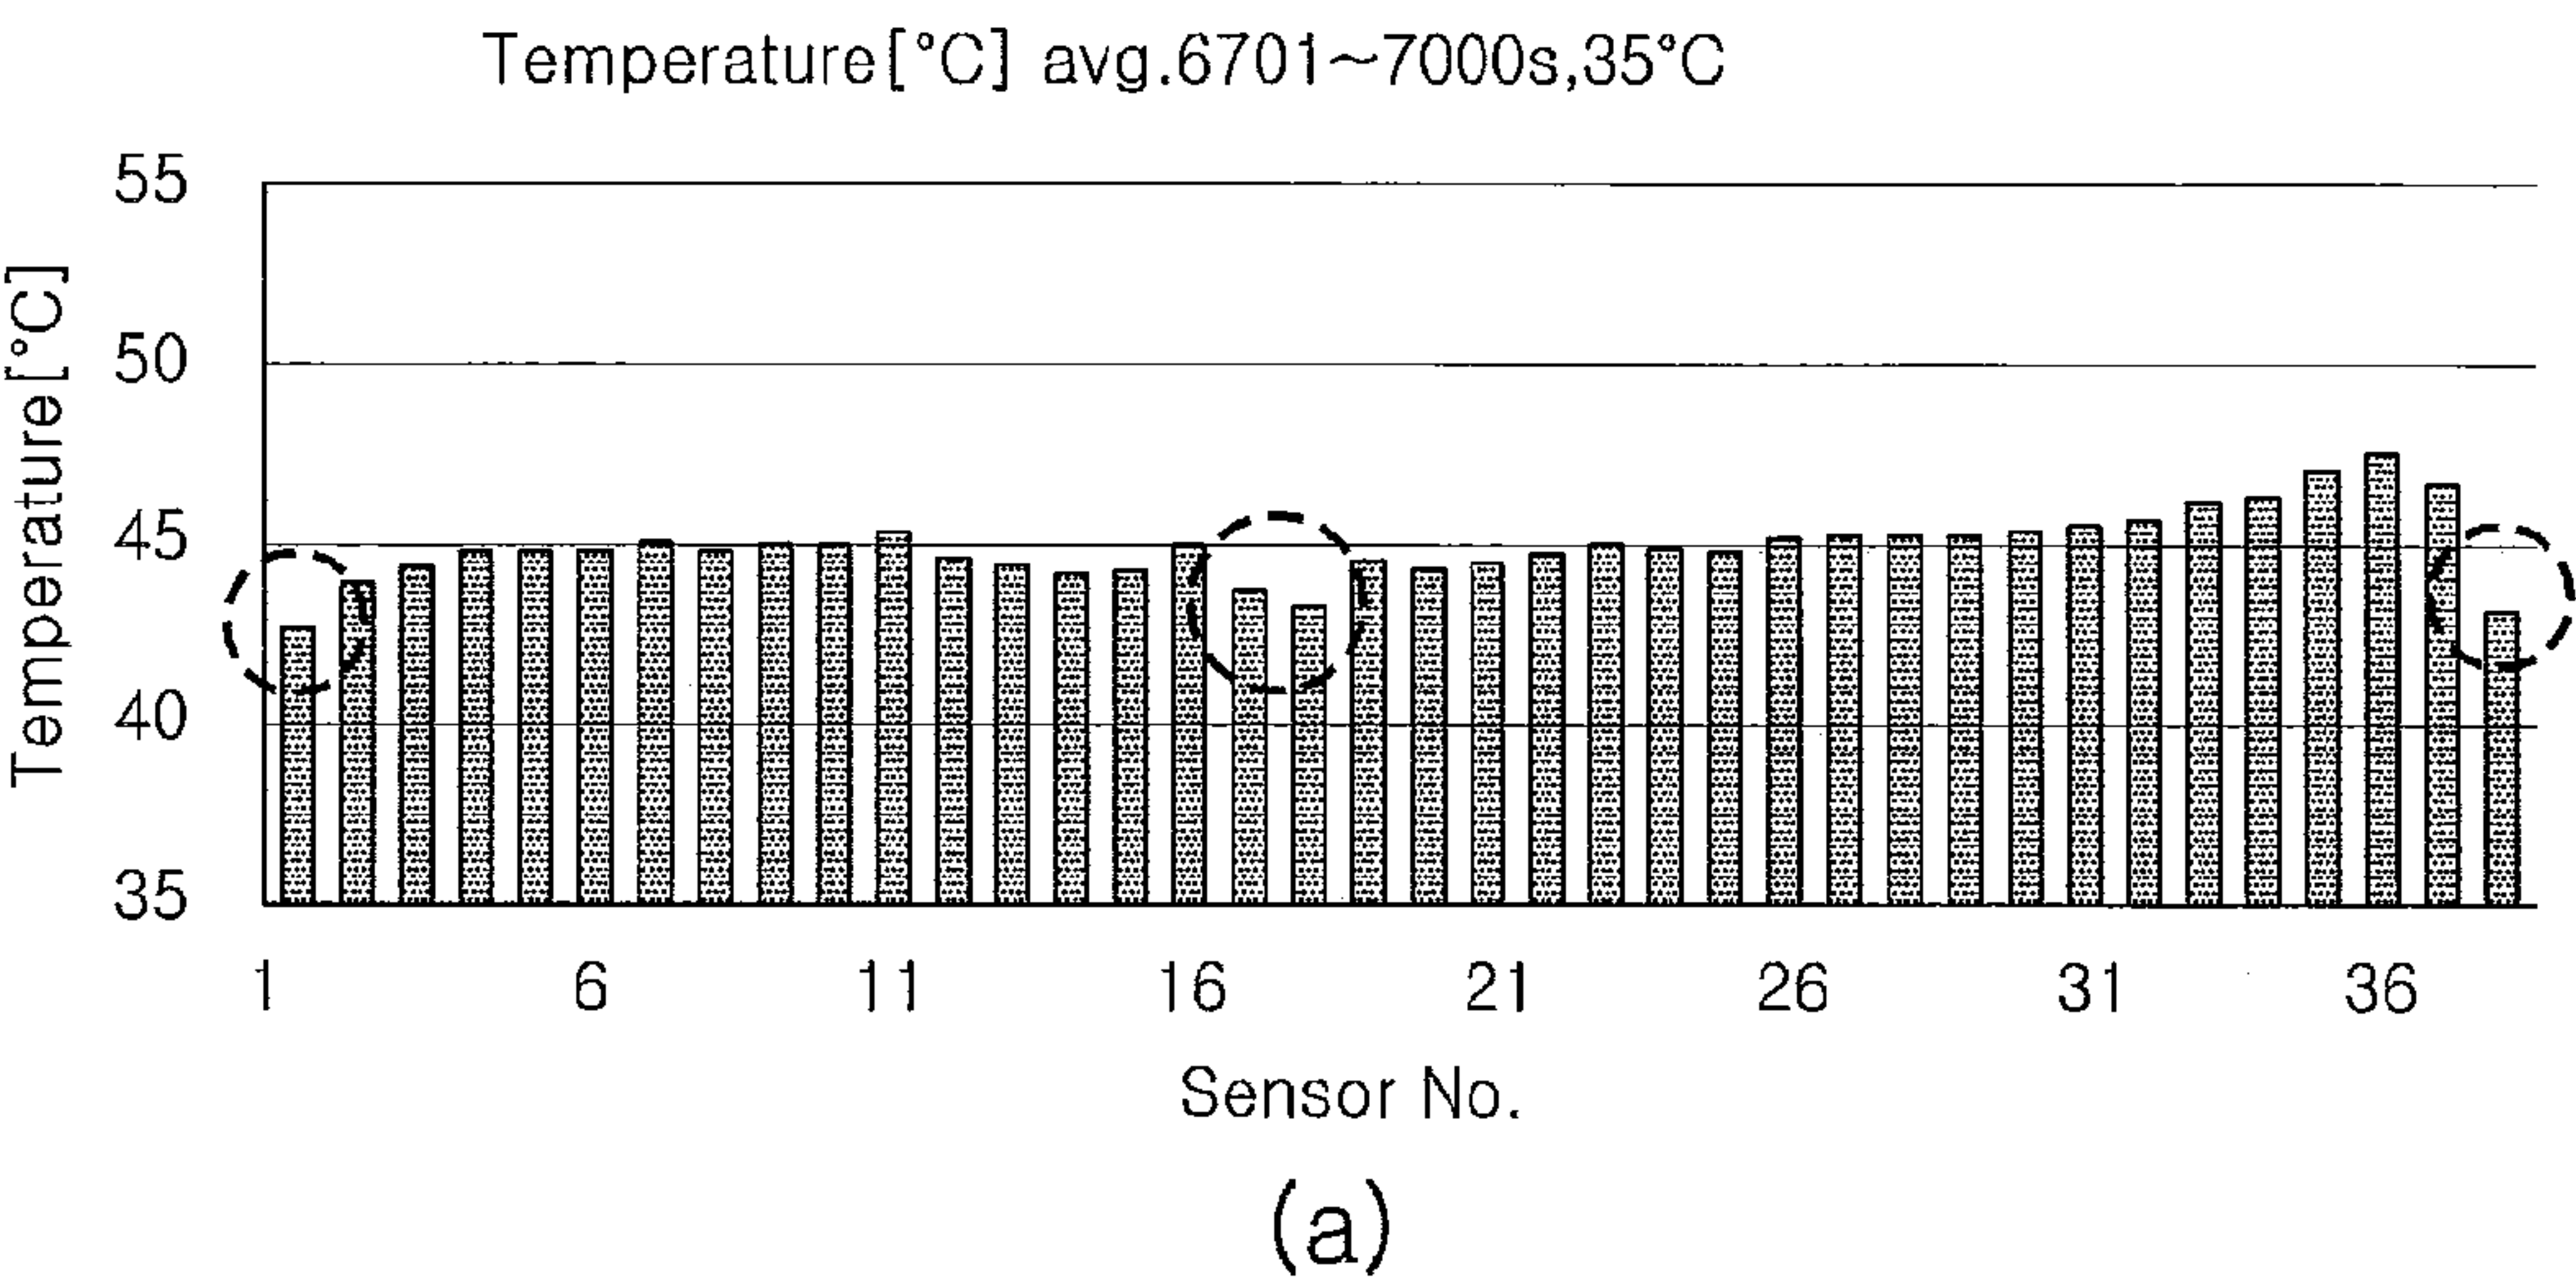 Temperature[°C] avg.6701~7000s,35°C
Temperature[°C]
55
50
45
40
35
1 6 11 16 21 26 31 36
Sensor No.
(a)